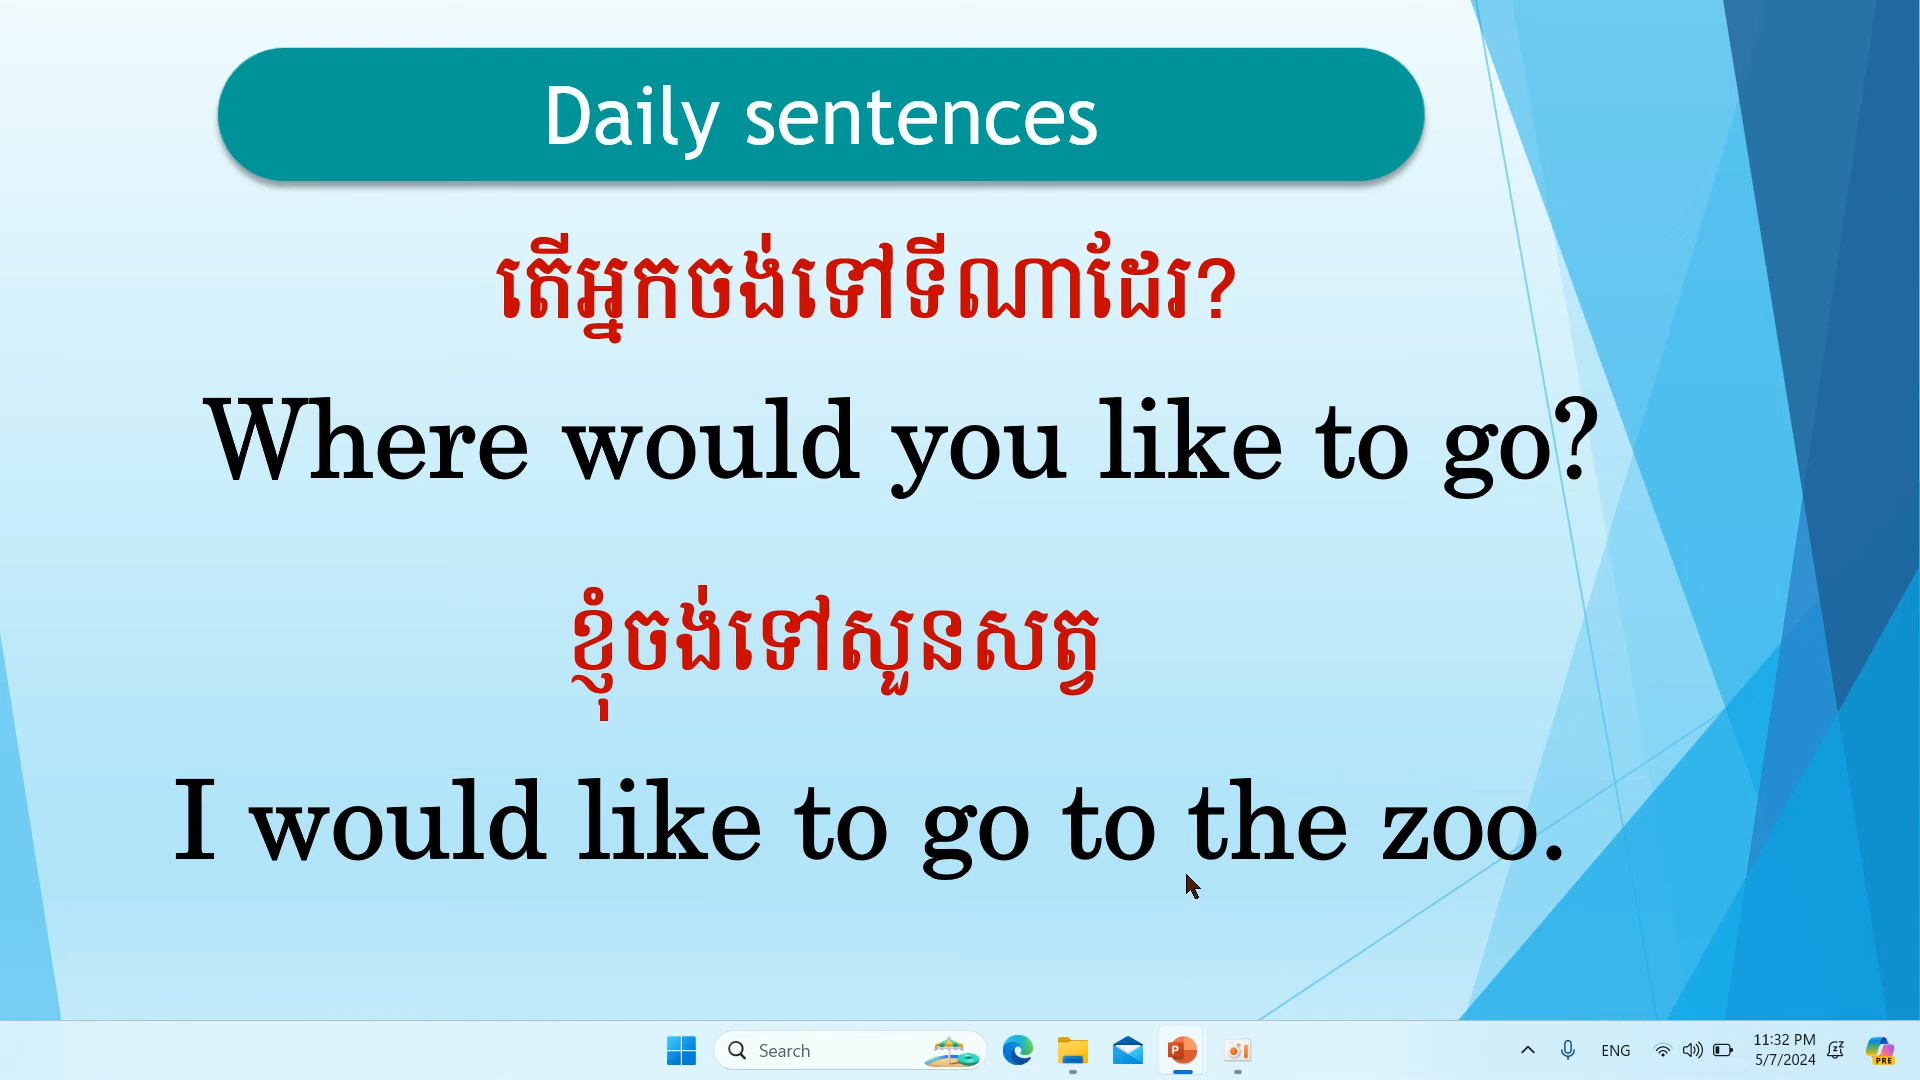 Daily sentences
តើអ្នកចង់ទៅទីណាដែរ?
Where would you like to go?
ខ្ញុំចង់ទៅសួនសត្វ
I would like to go to the zoo.
Search
ENG
11:32 PM
5/7/2024
PRE